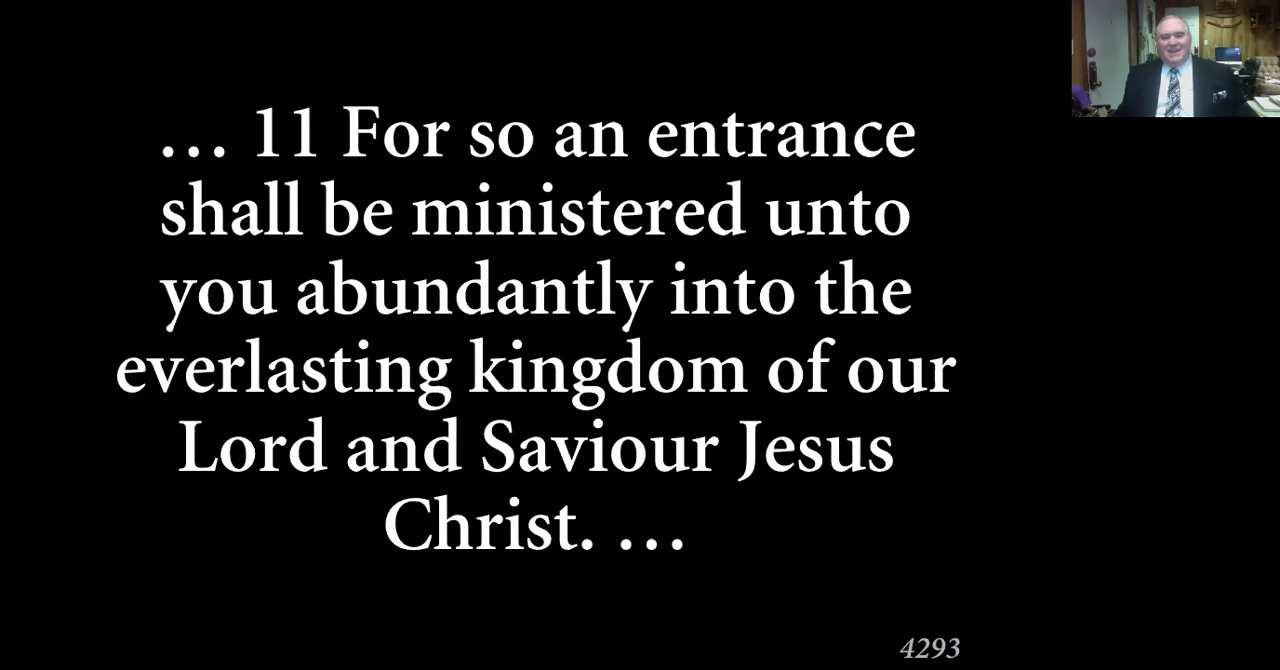 … 11 For so an entrance
shall be ministered unto
you abundantly into the
everlasting kingdom of our
Lord and Saviour Jesus
Christ. …
4293